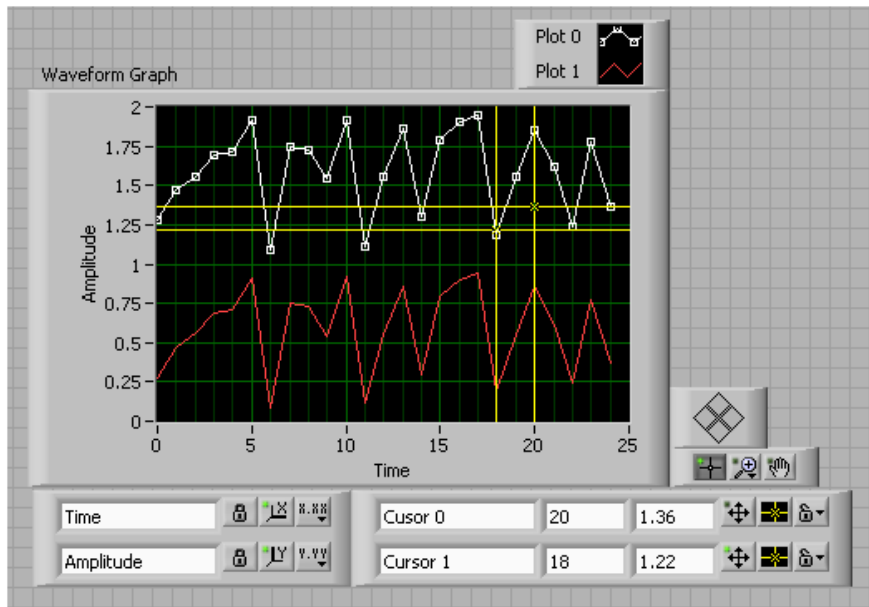 Plot 0
Plot 1
Waveform Graph
2
1.75
1.5
1.25
1
0.75
0.5
0.25
0
Amplitude
0 5 10 15 20 25
Time
Time X X.XX
Amplitude Y Y.YY
Cusor 0 20 1.36
Cursor 1 18 1.22